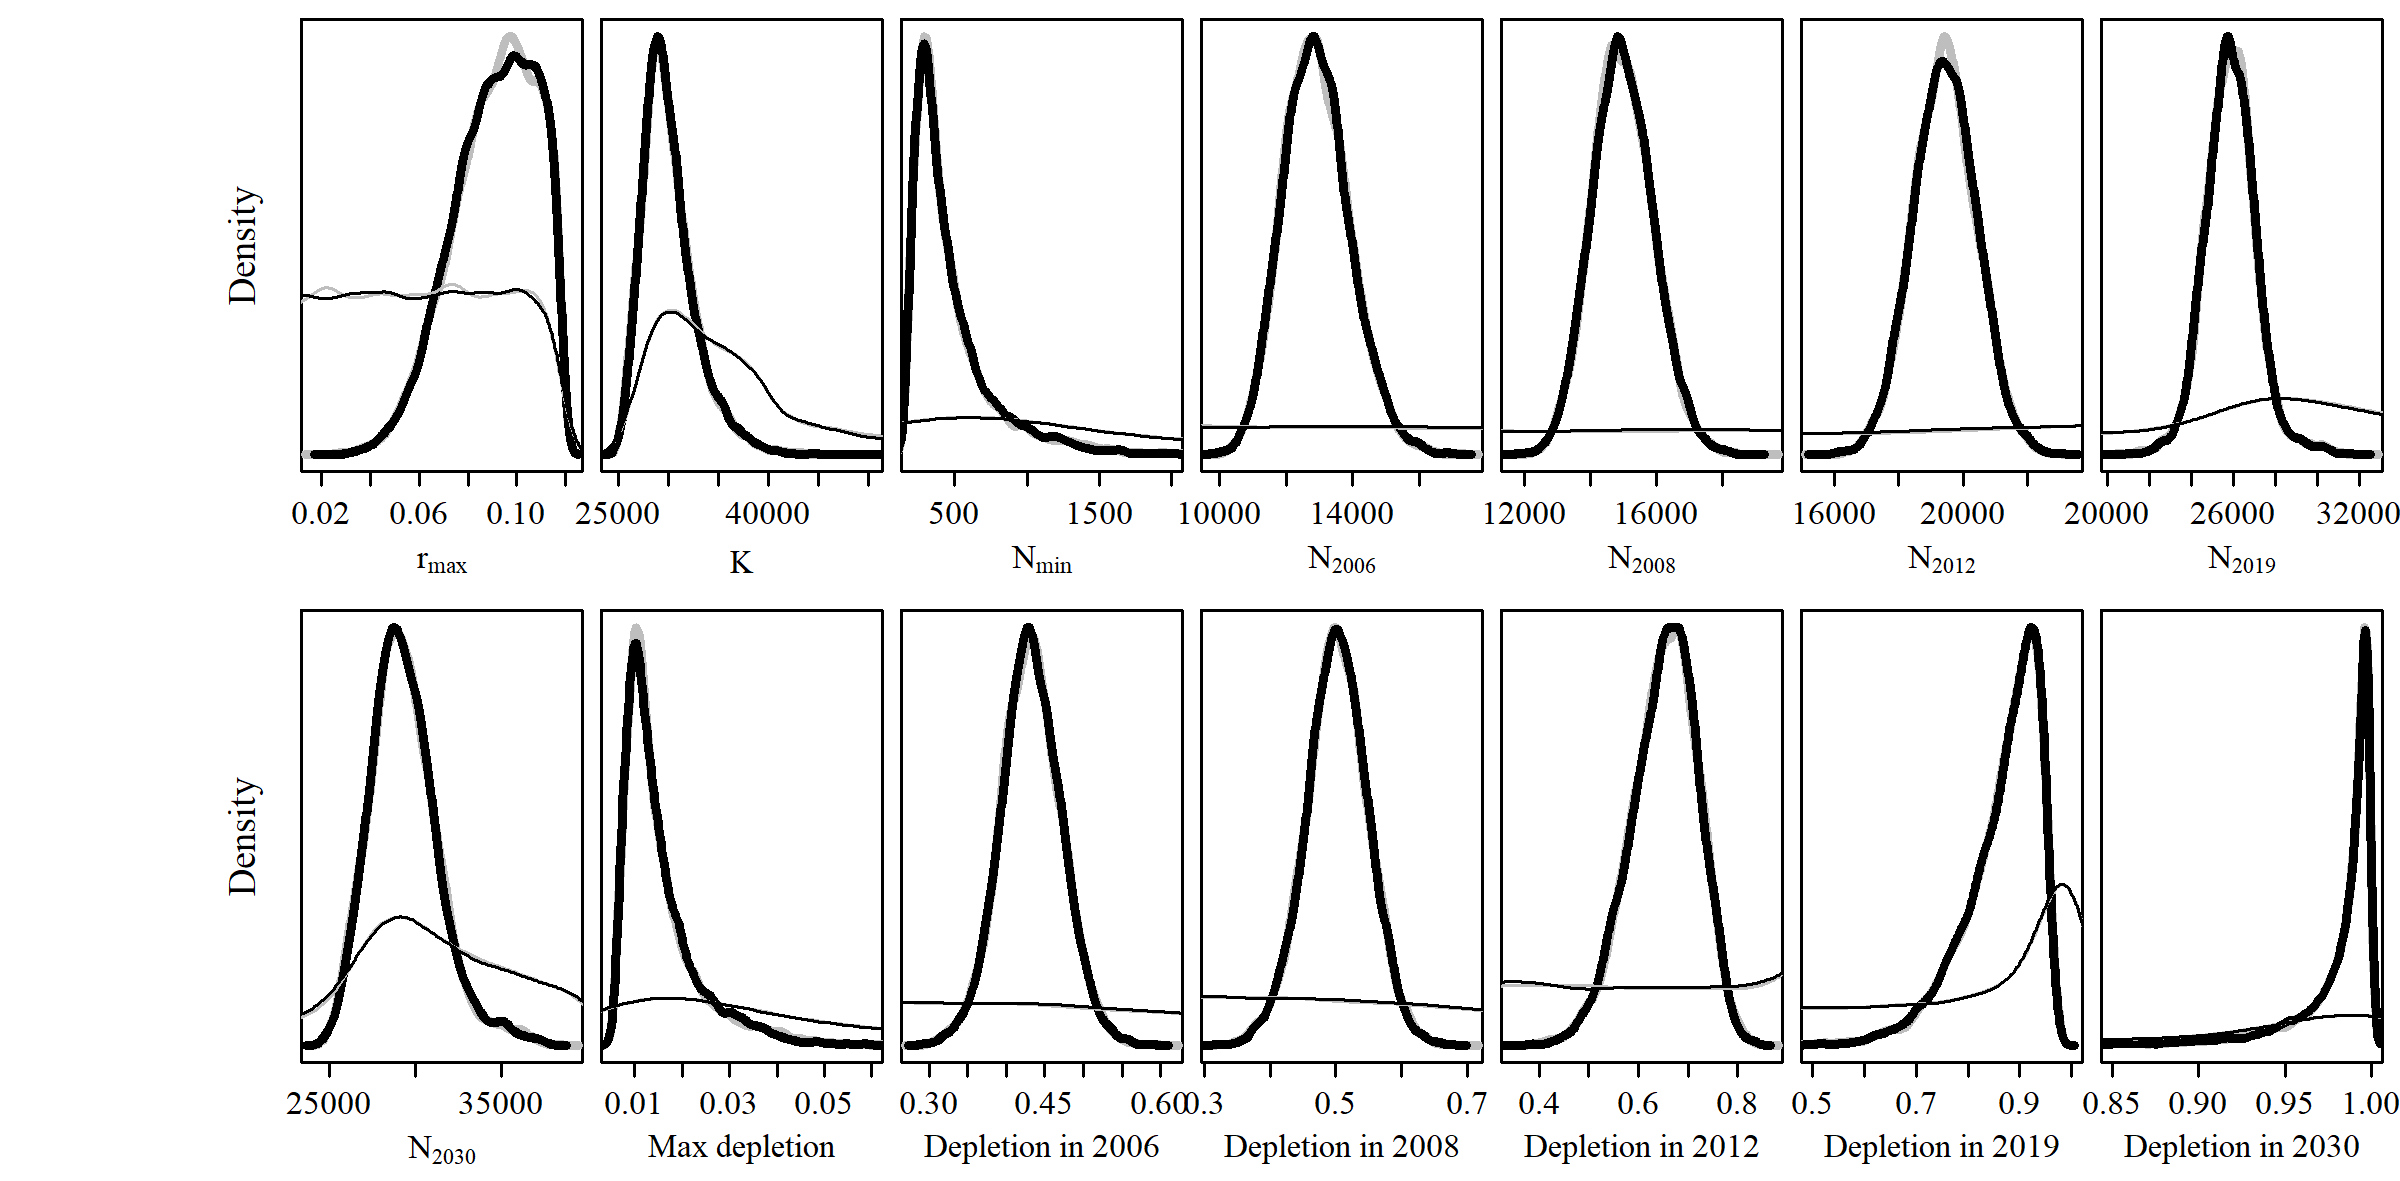 Density
0.02 0.06 0.10 25000 40000 500 1500 10000 14000 12000 16000 16000 20000 20000 26000 32000
rmax K Nmin N2006 N2008 N2012 N2019
Density
25000 35000 0.01 0.03 0.05 0.30 0.45 0.60 0.3 0.5 0.7 0.4 0.6 0.8 0.5 0.7 0.9 0.85 0.90 0.95 1.00
N2030 Max depletion Depletion in 2006 Depletion in 2008 Depletion in 2012 Depletion in 2019 Depletion in 2030